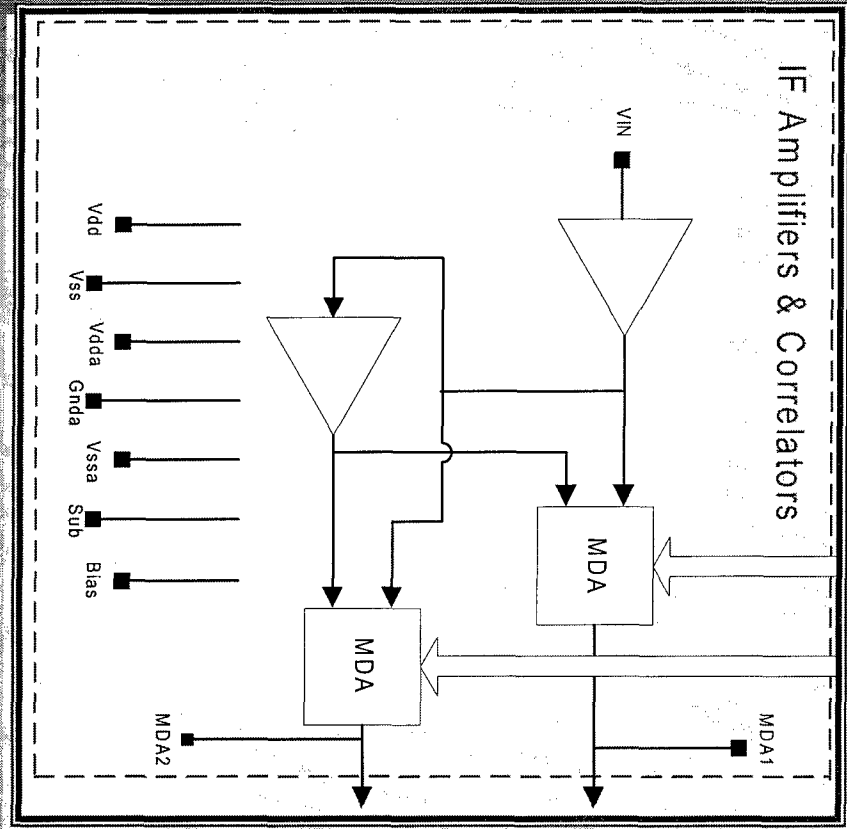 IF Amplifiers & Correlators
VIN
MDA
MDA
MDA1
MDA2
Vdd
Vss
Vdda
Gnda
Vssa
Sub
Bias